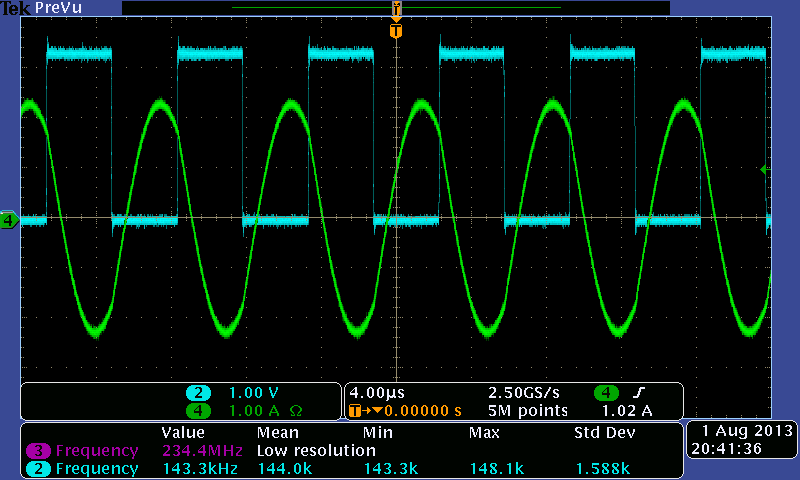 Tek PreVu
T
T
4
2 1.00 V
4 1.00 A Ω
4.00µs 2.50GS/s 4
T→▼0.00000 s 5M points 1.02 A
Value Mean Min Max Std Dev
3 Frequency 234.4MHz Low resolution
2 Frequency 143.3kHz 144.0k 143.3k 148.1k 1.588k
1 Aug 2013
20:41:36